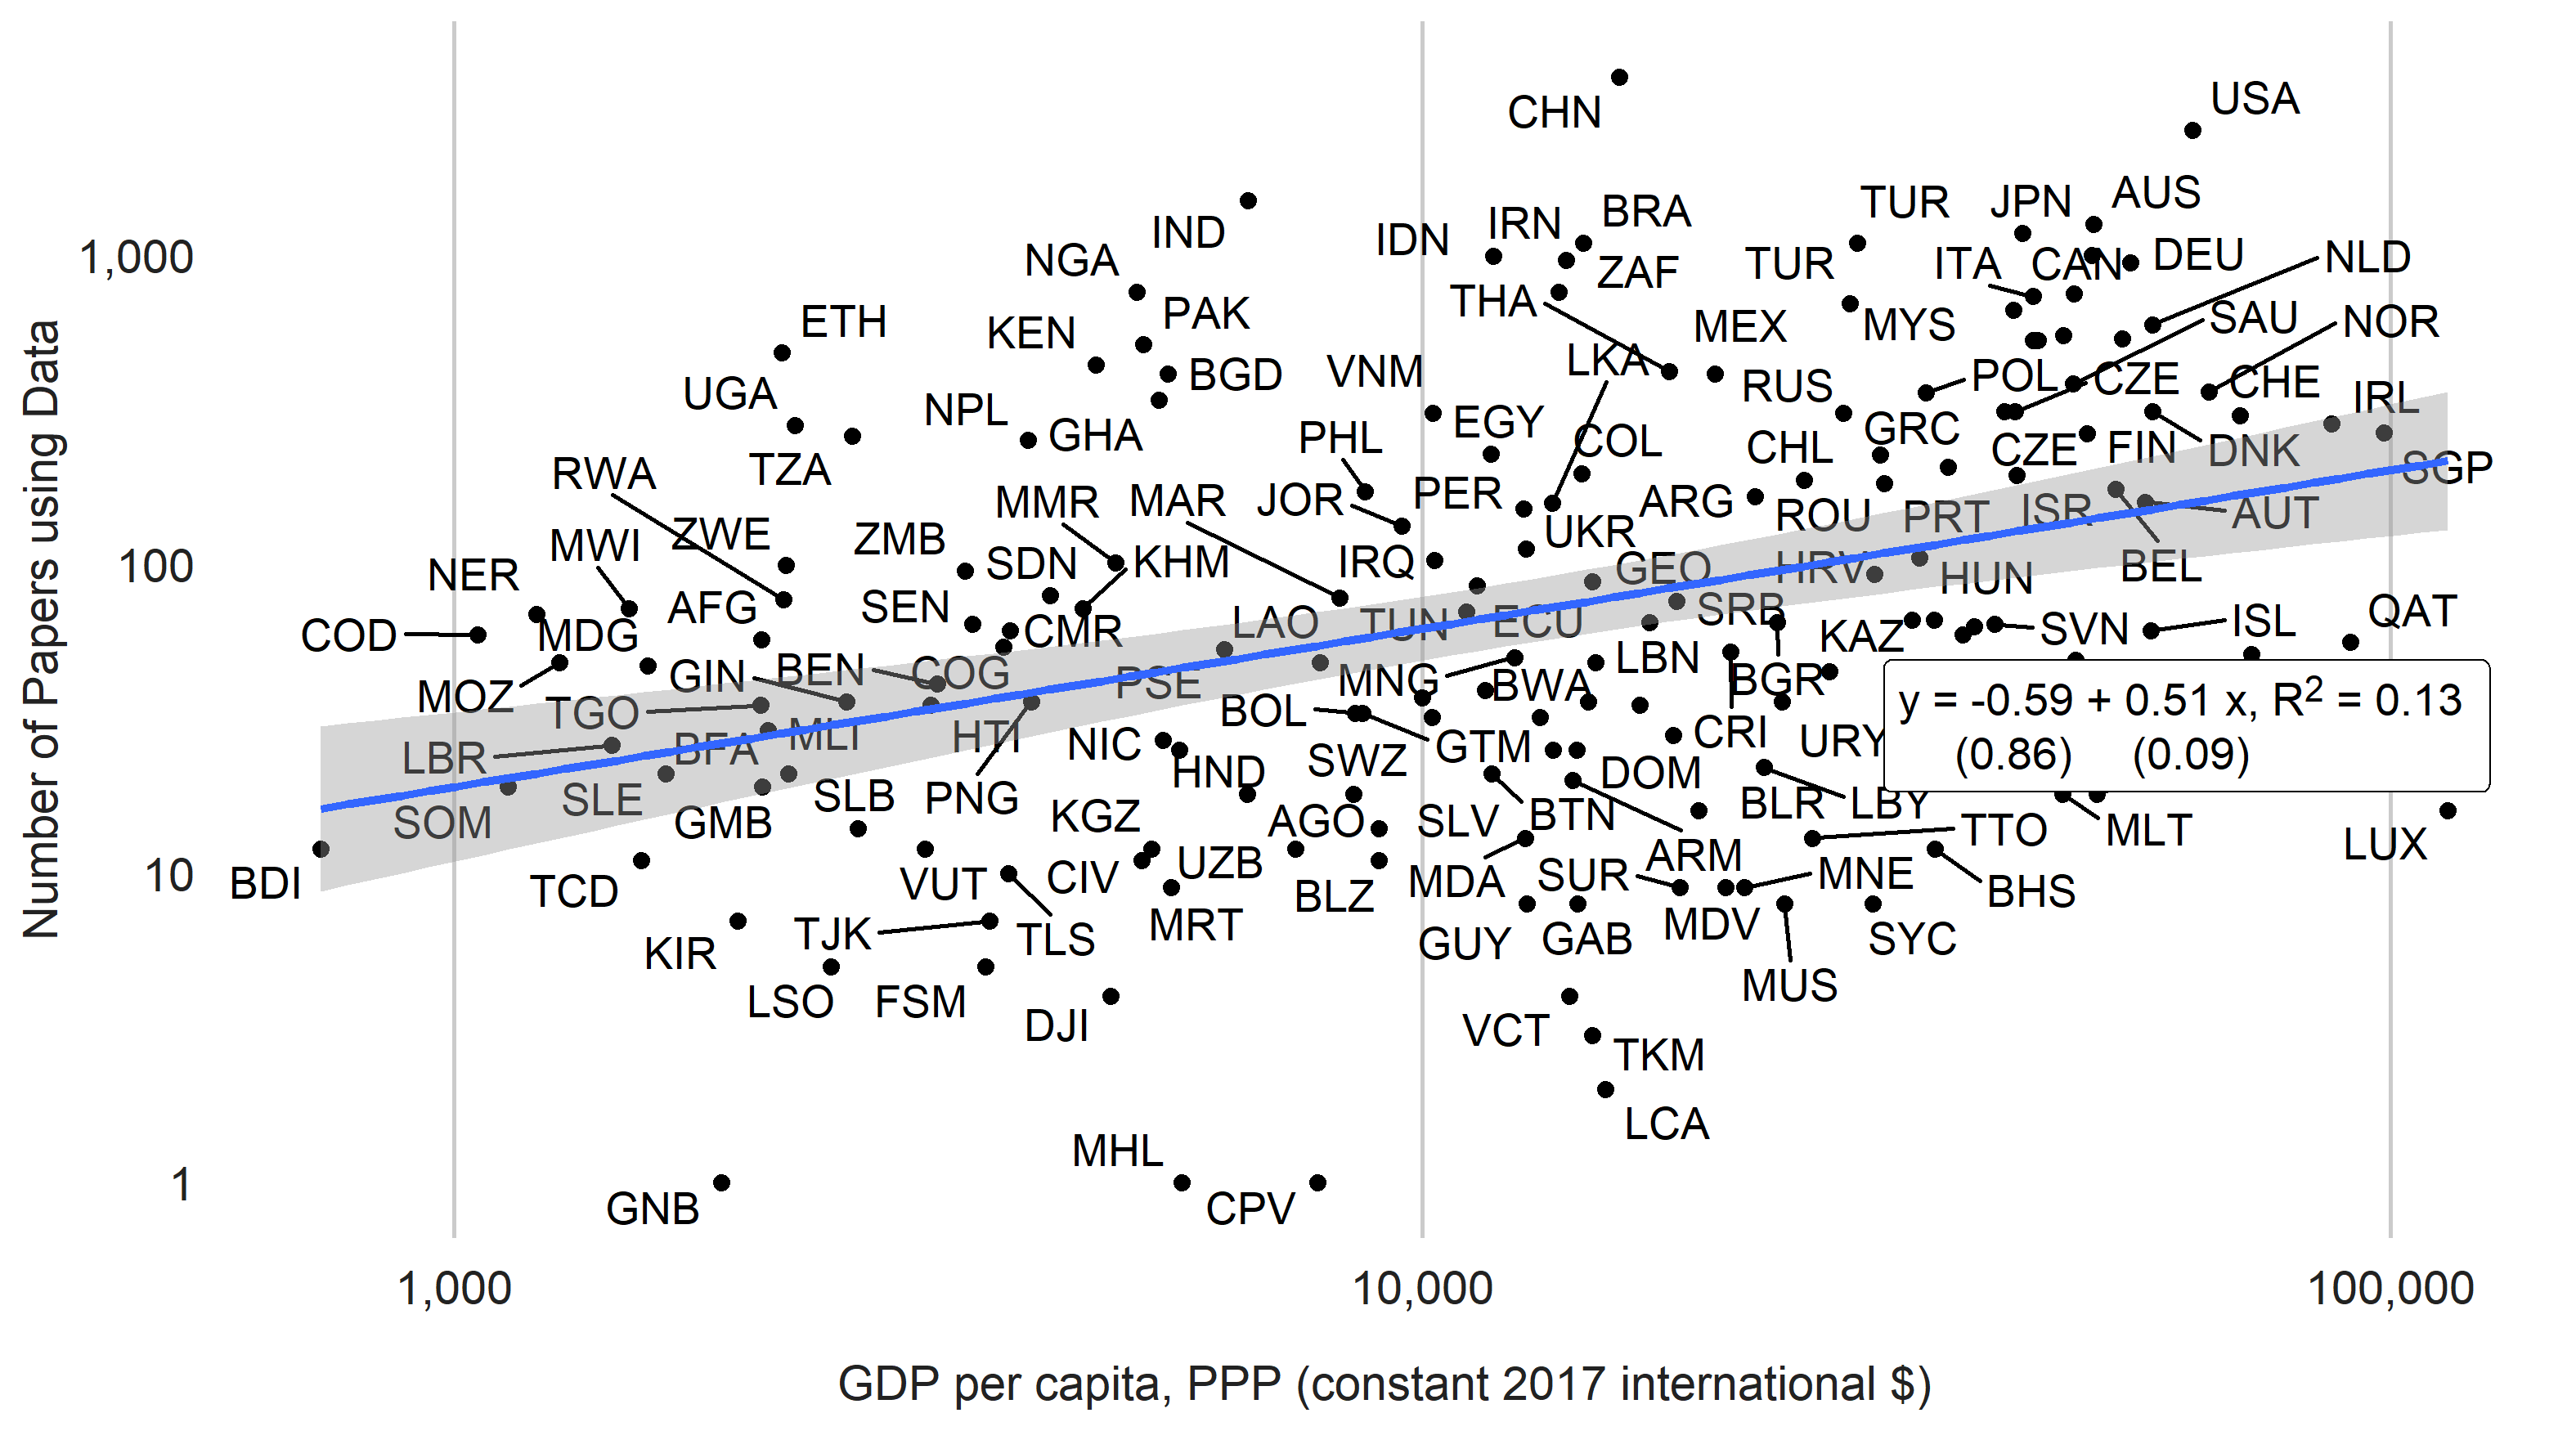 CHN
USA
IND
IDN
IRN
BRA
TUR
JPN
AUS
1,000
NGA
ZAF
TUR
ITA
CAN
DEU
NLD
ETH
KEN
PAK
THA
MEX
MYS
SAU
NOR
UGA
NPL
BGD
VNM
LKA
RUS
POL
CZE
CHE
IRL
GHA
PHL
EGY
COL
CHL
GRC
CZE
FIN
DNK
SGP
RWA
TZA
MMR
MAR
JOR
PER
ARG
ROU
PRT
ISR
AUT
MWI
ZWE
ZMB
SDN
KHM
IRQ
UKR
GEO
HRV
HUN
BEL
100
NER
AFG
SEN
COD
MDG
CMR
LAO
TUN
ECU
SRB
KAZ
SVN
ISL
QAT
MOZ
TGO
GIN
BEN
COG
PSE
MNG
BWA
LBN
BGR
LBR
BFA
MLI
HTI
NIC
BOL
GTM
CRI
URY
y = -0.59 + 0.51 x, R2 = 0.13
(0.86) (0.09)
SOM
SLE
GMB
SLB
PNG
HND
SWZ
DOM
BLR
LBY
KGZ
AGO
SLV
BTN
ARM
TTO
MLT
LUX
10
BDI
TCD
VUT
CIV
UZB
BLZ
MDA
SUR
MNE
BHS
KIR
TJK
TLS
MRT
GUY
GAB
MDV
SYC
LSO
FSM
DJI
MUS
VCT
TKM
LCA
MHL
1
GNB
CPV
1,000
10,000
100,000
GDP per capita, PPP (constant 2017 international $)
Number of Papers using Data